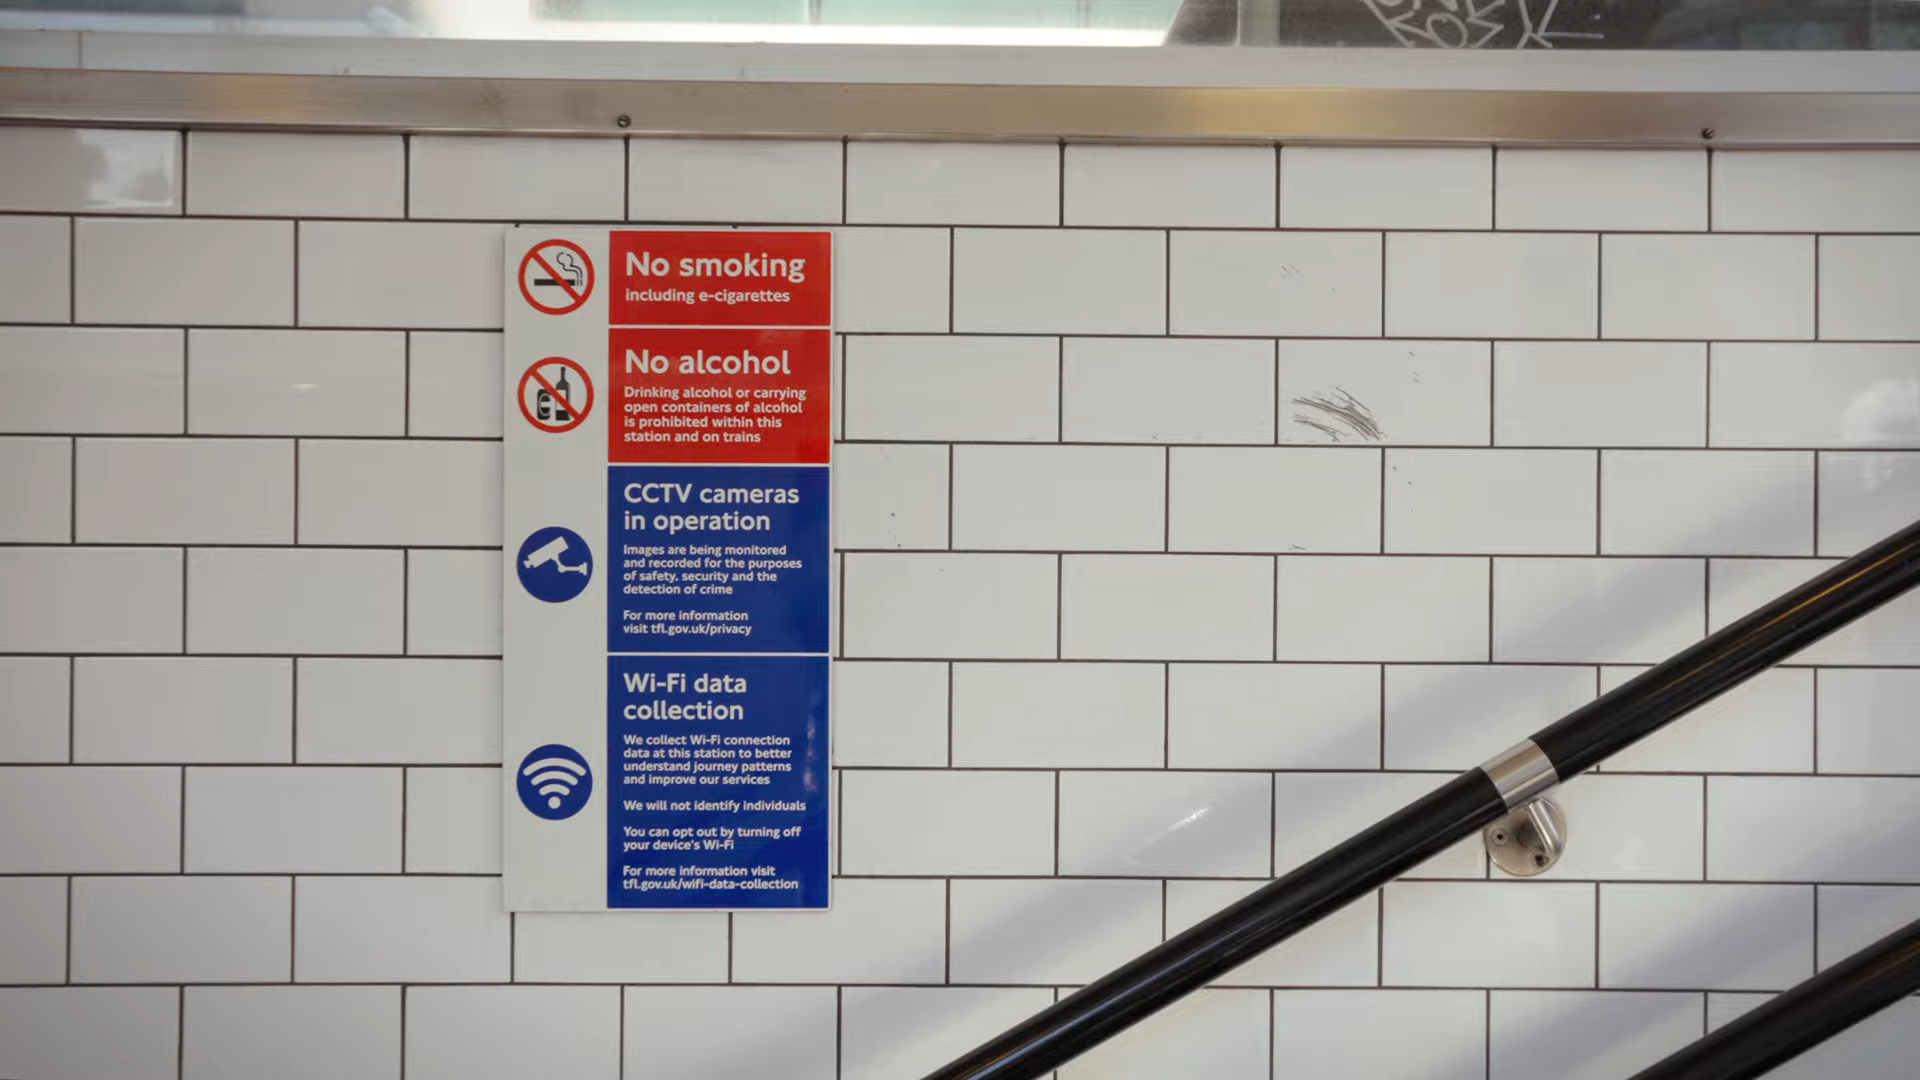 No smoking
including e-cigarettes
No alcohol
Drinking alcohol or carrying
open containers of alcohol
is prohibited within this
station and on trains
CCTV cameras
in operation
Images are being monitored
and recorded for the purposes
of safety, security and the
detection of crime
For more information
visit tfl.gov.uk/privacy
Wi-Fi data
collection
We collect Wi-Fi connection
data at this station to better
understand journey patterns
and improve our services
We will not identify individuals
You can opt out by turning off
your device's Wi-Fi
For more information visit
tfl.gov.uk/wifi-data-collection